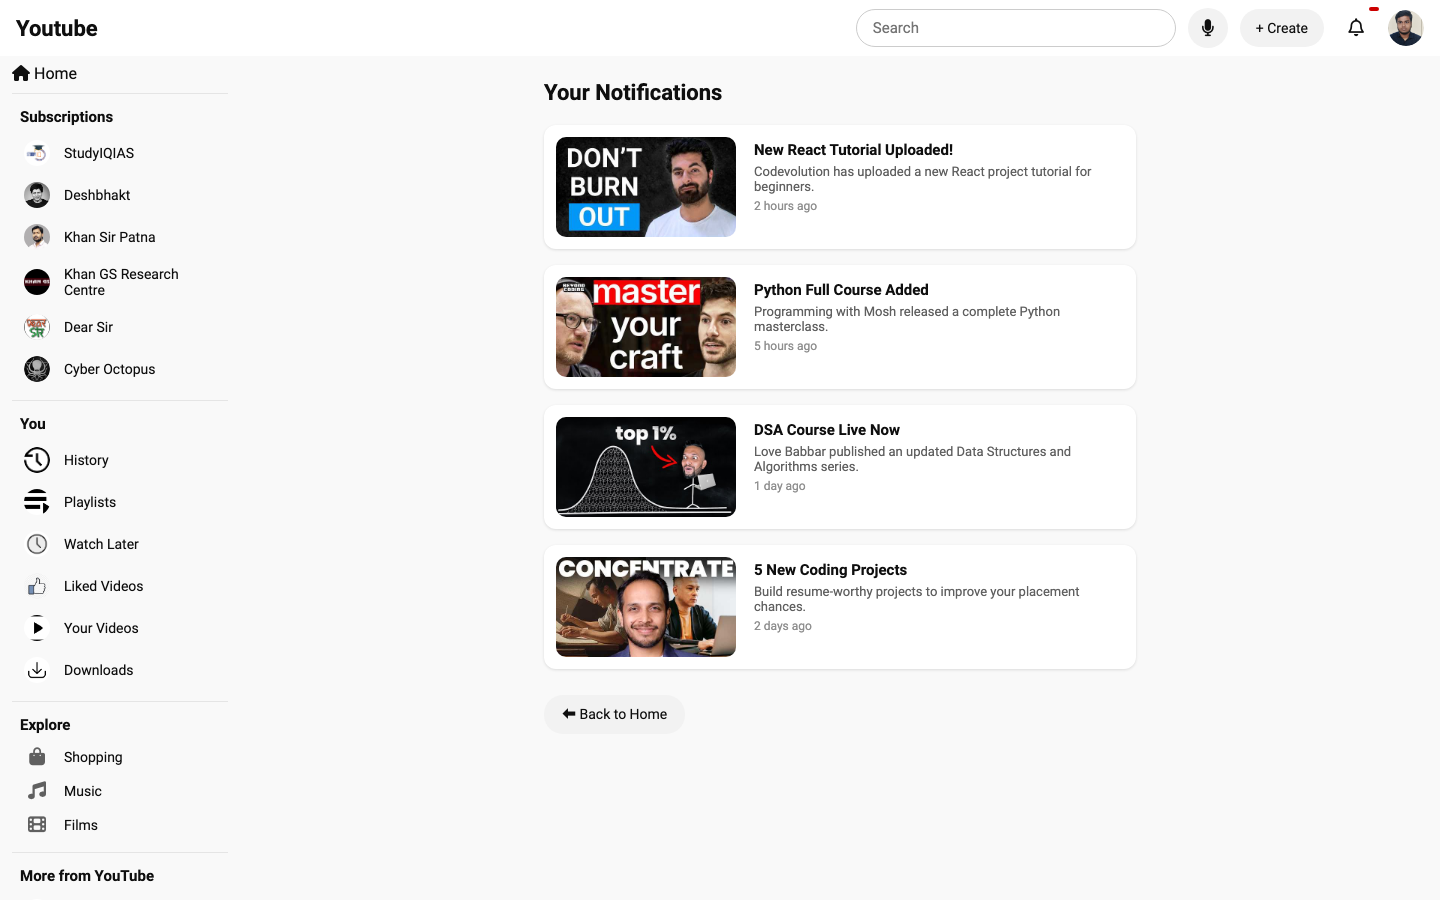 Youtube
Search
+ Create
Home
Subscriptions
StudyIQIAS
Deshbhakt
Khan Sir Patna
Khan GS Research
Centre
Dear Sir
Cyber Octopus
You
History
Playlists
Watch Later
Liked Videos
Your Videos
Downloads
Explore
Shopping
Music
Films
More from YouTube
Your Notifications
DON'T
BURN
OUT
New React Tutorial Uploaded!
Codevolution has uploaded a new React project tutorial for
beginners.
2 hours ago
BEYOND
CODING
master
your
craft
Python Full Course Added
Programming with Mosh released a complete Python
masterclass.
5 hours ago
top 1%
DSA Course Live Now
Love Babbar published an updated Data Structures and
Algorithms series.
1 day ago
CONCENTRATE
5 New Coding Projects
Build resume-worthy projects to improve your placement
chances.
2 days ago
Back to Home